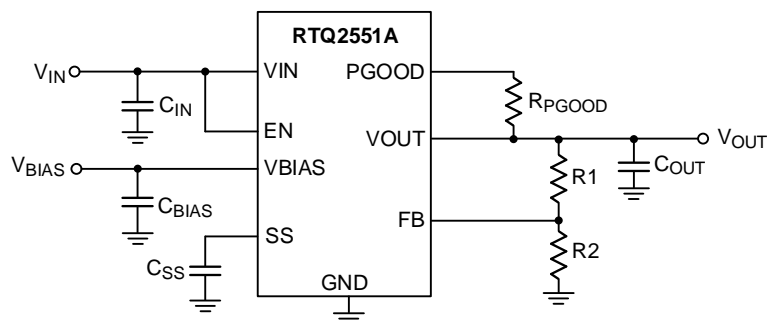 RTQ2551A
VIN
VIN
PGOOD
RPGOOD
CIN
EN
VOUT
VOUT
VBIAS
VBIAS
R1
COUT
CBIAS
FB
SS
R2
CSS
GND